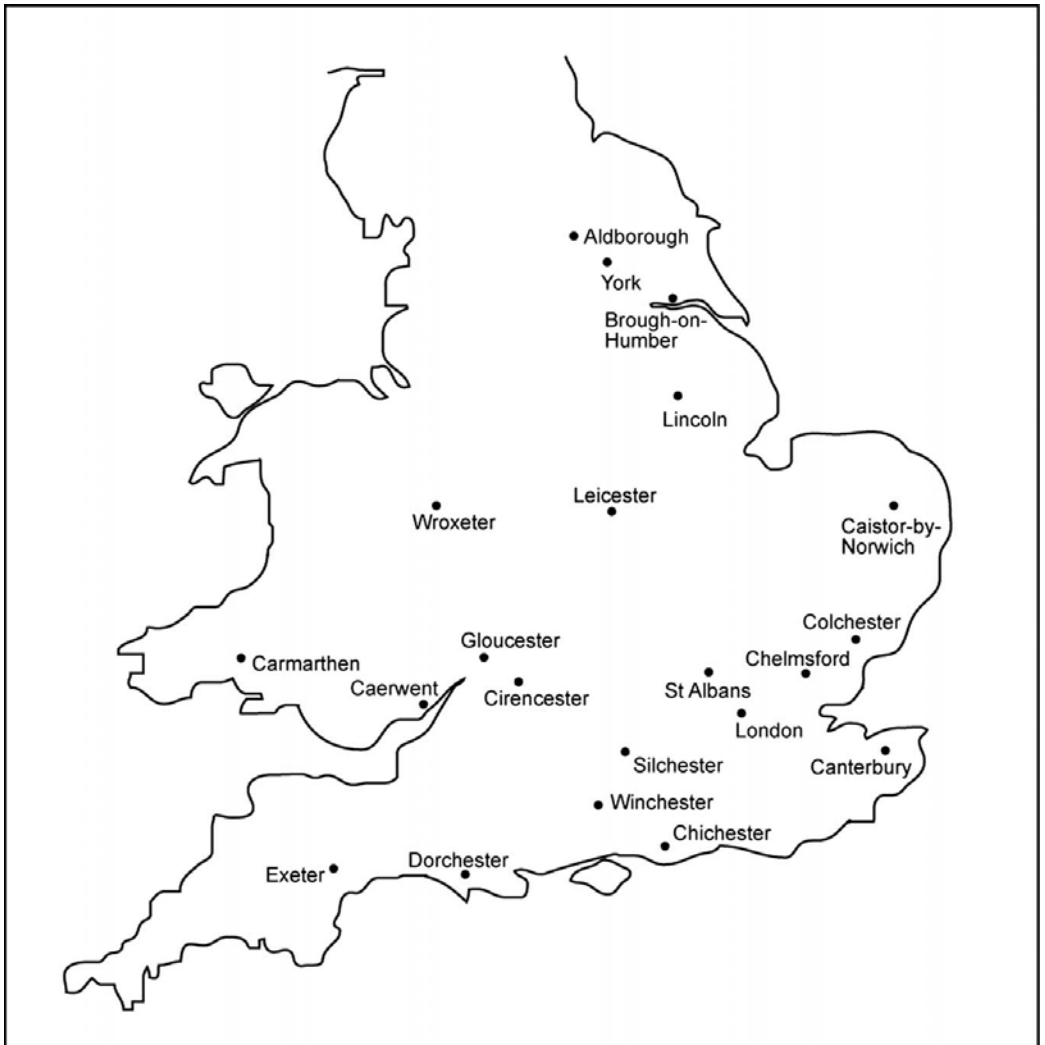 Aldborough
York
Brough-on-
Humber
Lincoln
Leicester
Wroxeter
Caistor-by-
Norwich
Colchester
Gloucester
Chelmsford
Carmarthen
St Albans
Caerwent
Cirencester
London
Silchester
Canterbury
Winchester
Chichester
Dorchester
Exeter